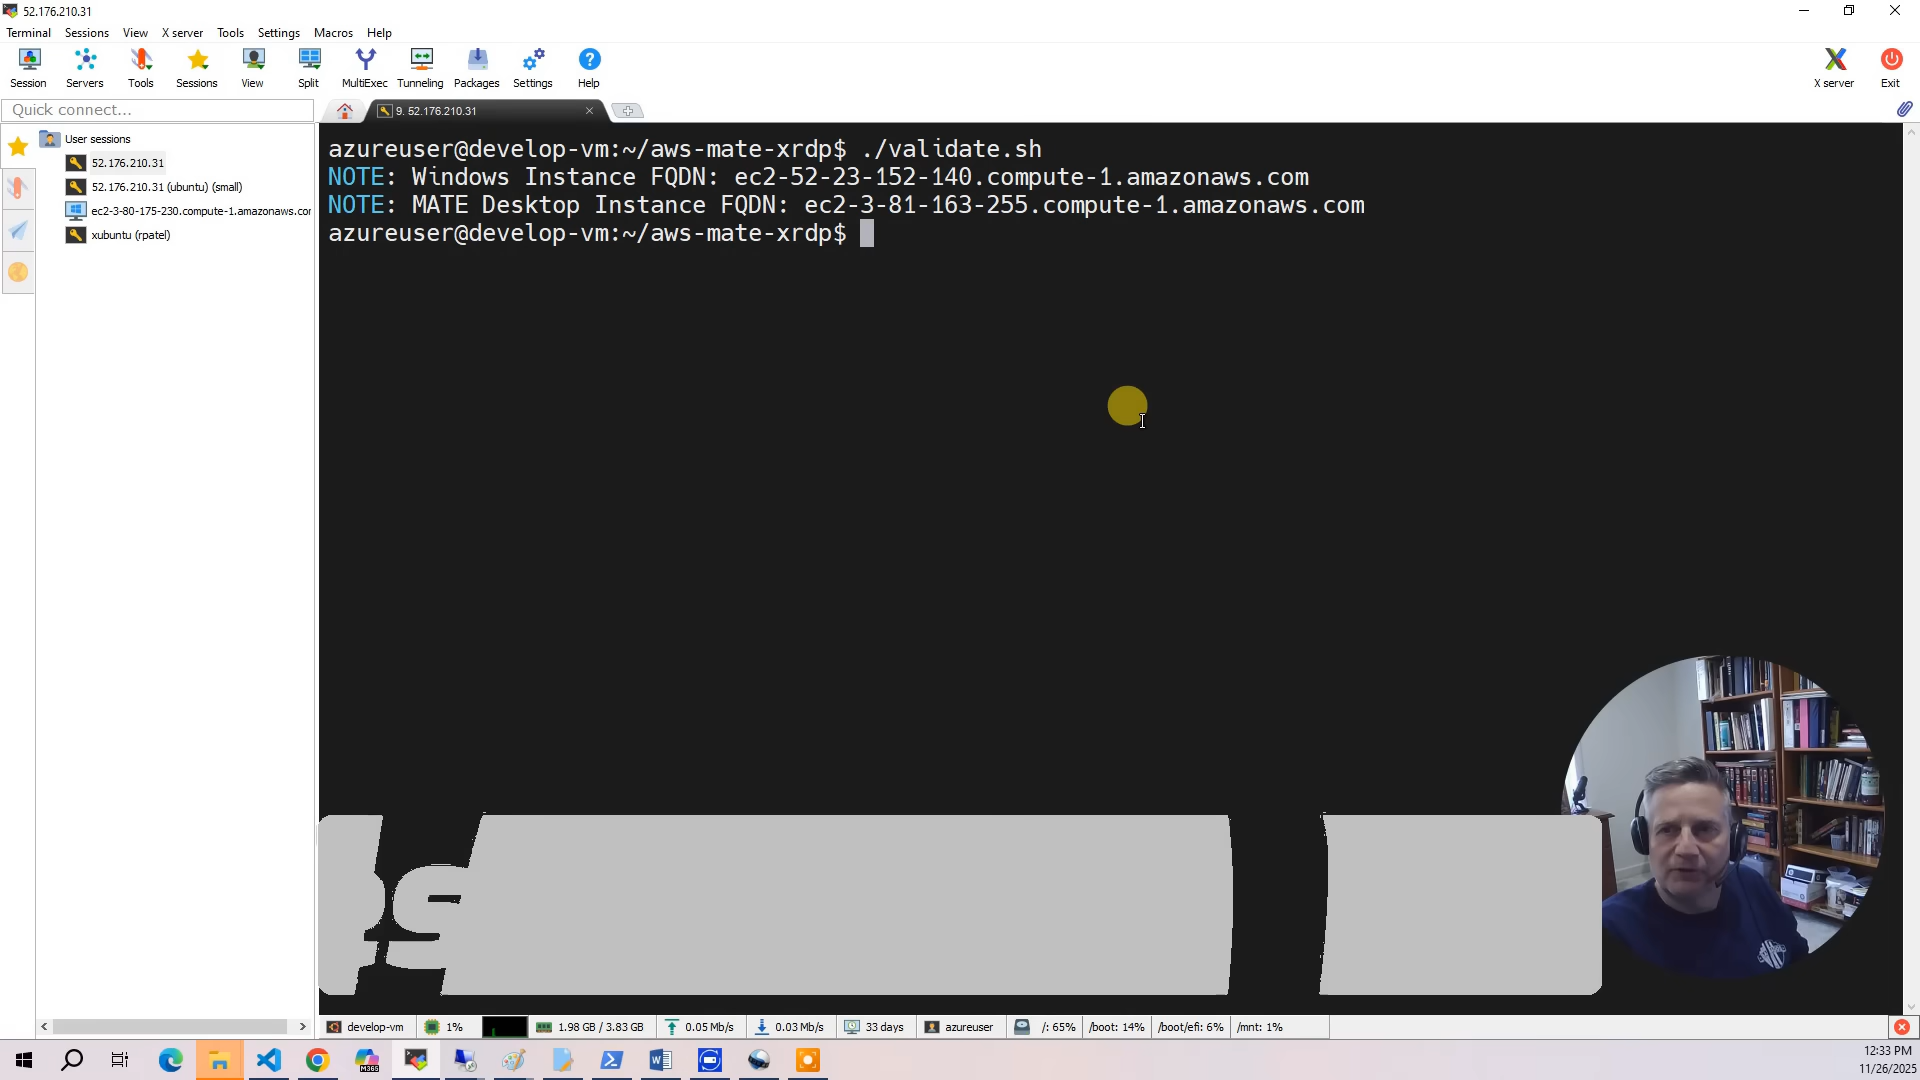 52.176.210.31
Terminal Sessions View X server Tools Settings Macros Help
Session Servers Tools Sessions View Split MultiExec Tunneling Packages Settings Help X server Exit
Quick connect...
9. 52.176.210.31
User sessions
52.176.210.31
52.176.210.31 (ubuntu) (small)
ec2-3-80-175-230.compute-1.amazonaws.cor
xubuntu (rpatel)
azureuser@develop-vm:~/aws-mate-xrdp$ ./validate.sh
NOTE: Windows Instance FQDN: ec2-52-23-152-140.compute-1.amazonaws.com
NOTE: MATE Desktop Instance FQDN: ec2-3-81-163-255.compute-1.amazonaws.com
azureuser@develop-vm:~/aws-mate-xrdp$
develop-vm 1% 1.98 GB / 3.83 GB 0.05 Mb/s 0.03 Mb/s 33 days azureuser /: 65% /boot: 14% /boot/efi: 6% /mnt: 1%
M365
12:33 PM
11/26/2025